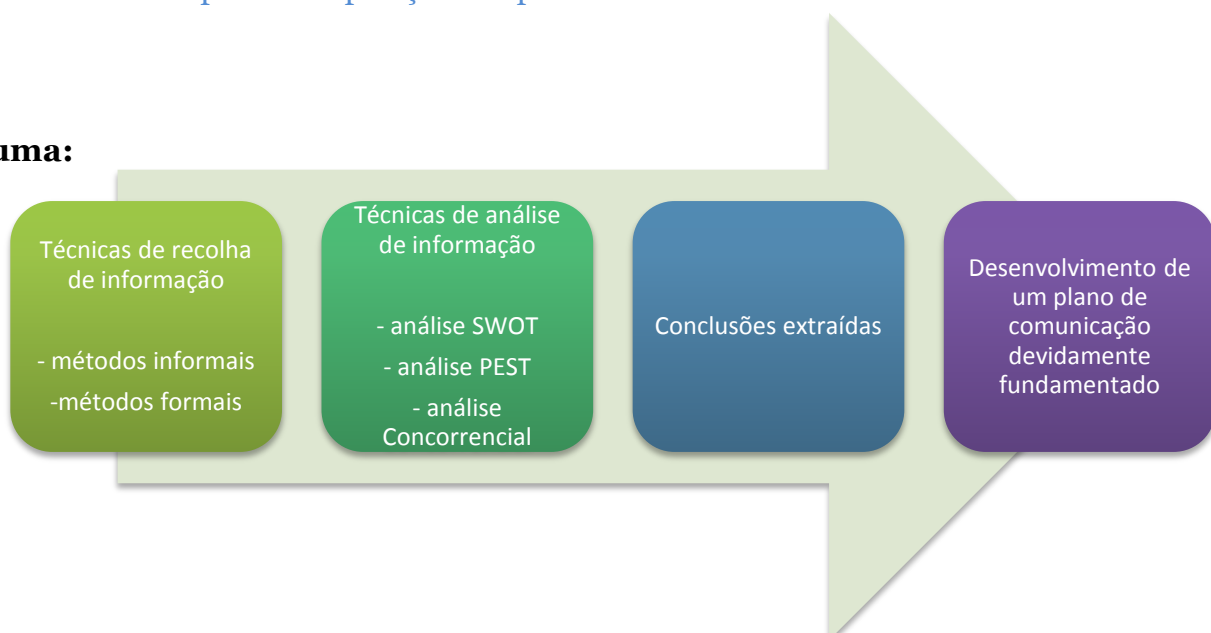 uma:
Técnicas de recolha
de informação
- métodos informais
-métodos formais
Técnicas de análise
de informação
- análise SWOT
- análise PEST
- análise
Concorrencial
Conclusões extraídas
Desenvolvimento de
um plano de
comunicação
devidamente
fundamentado